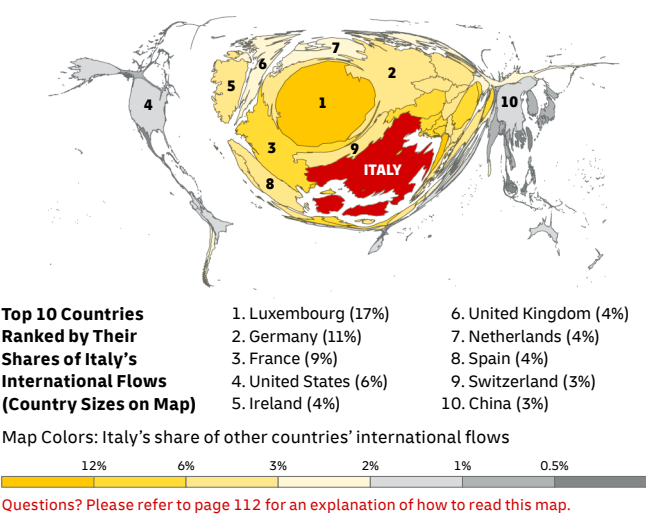 7
6
2
5
4
1
10
3
9
ITALY
8
Top 10 Countries
Ranked by Their
Shares of Italy's
International Flows
(Country Sizes on Map)
1. Luxembourg (17%)
2. Germany (11%)
3. France (9%)
4. United States (6%)
5. Ireland (4%)
6. United Kingdom (4%)
7. Netherlands (4%)
8. Spain (4%)
9. Switzerland (3%)
10. China (3%)
Map Colors: Italy's share of other countries' international flows
12% 6% 3% 2% 1% 0.5%
Questions? Please refer to page 112 for an explanation of how to read this map.